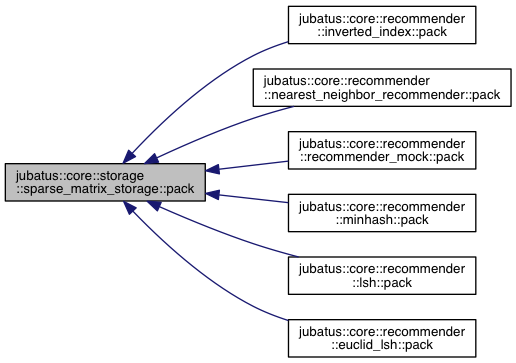 jubatus::core::recommender
::inverted_index::pack
jubatus::core::recommender
::nearest_neighbor_recommender::pack
jubatus::core::storage
::sparse_matrix_storage::pack
jubatus::core::recommender
::recommender_mock::pack
jubatus::core::recommender
::minhash::pack
jubatus::core::recommender
::lsh::pack
jubatus::core::recommender
::euclid_lsh::pack